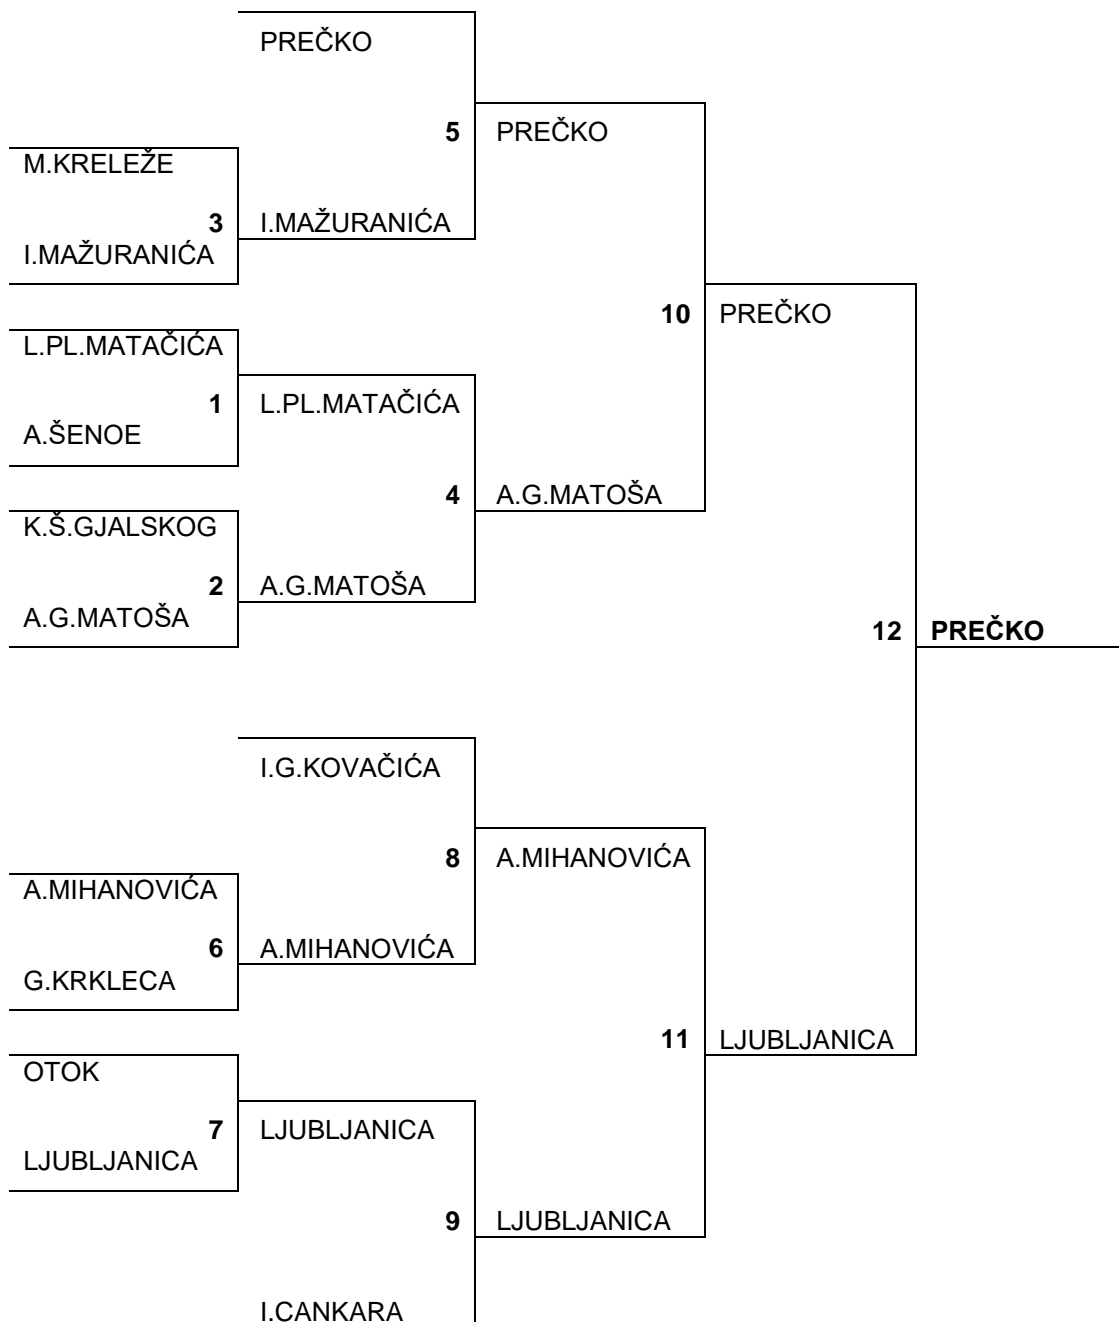 PREČKO
5 PREČKO
M.KRELEŽE
3 I.MAŽURANIĆA
I.MAŽURANIĆA
10 PREČKO
L.PL.MATAČIĆA
1 L.PL.MATAČIĆA
A.ŠENOE
4 A.G.MATOŠA
K.Š.GJALSKOG
2 A.G.MATOŠA
A.G.MATOŠA
12 PREČKO
I.G.KOVAČIĆA
8 A.MIHANOVIĆA
A.MIHANOVIĆA
6 A.MIHANOVIĆA
G.KRKLECA
11 LJUBLJANICA
OTOK
7 LJUBLJANICA
LJUBLJANICA
9 LJUBLJANICA
I.CANKARA